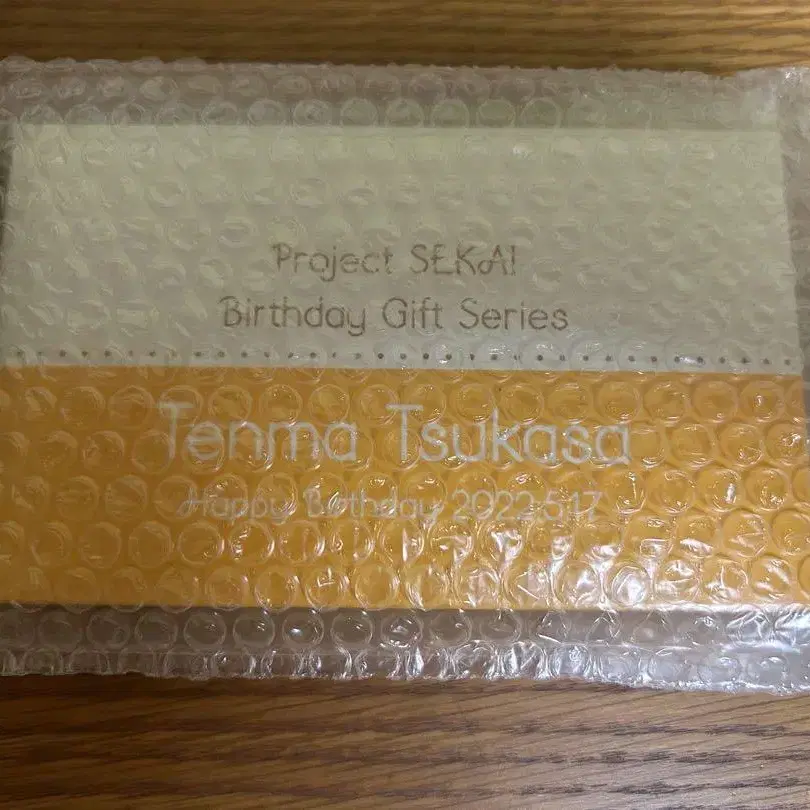 Project SEKAI
Birthday Gift Series
Tenma Tsukasa
Happy Birthday 2022.5.17